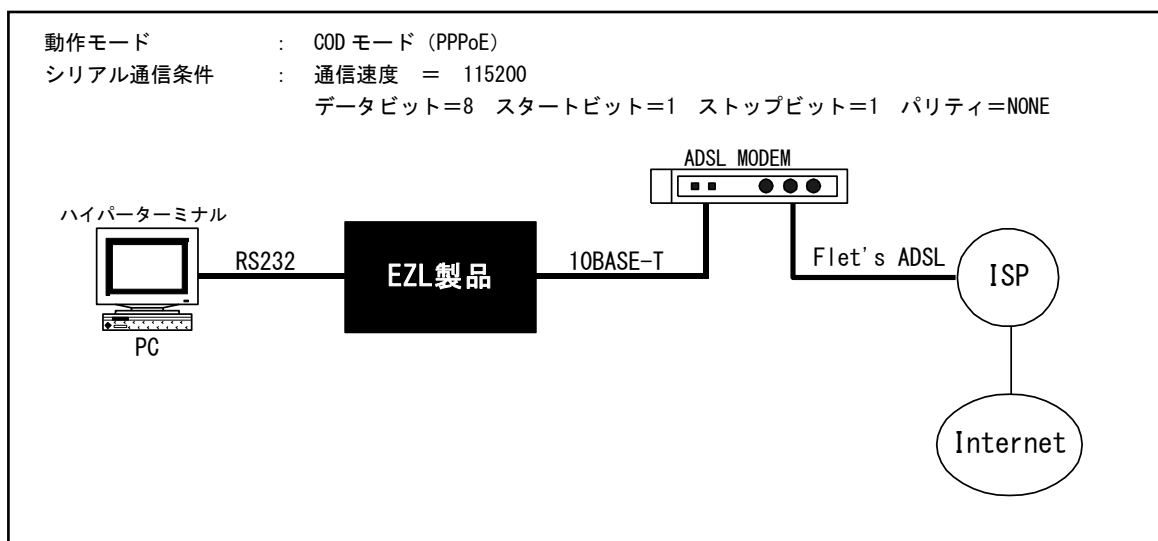 動作モード : COD モード (PPPoE)
シリアル通信条件 : 通信速度 = 115200
データビット=8 スタートビット=1 ストップビット=1 パリティ=NONE
ADSL MODEM
ハイパーターミナル
RS232
EZL製品
10BASE-T
Flet's ADSL
ISP
PC
Internet